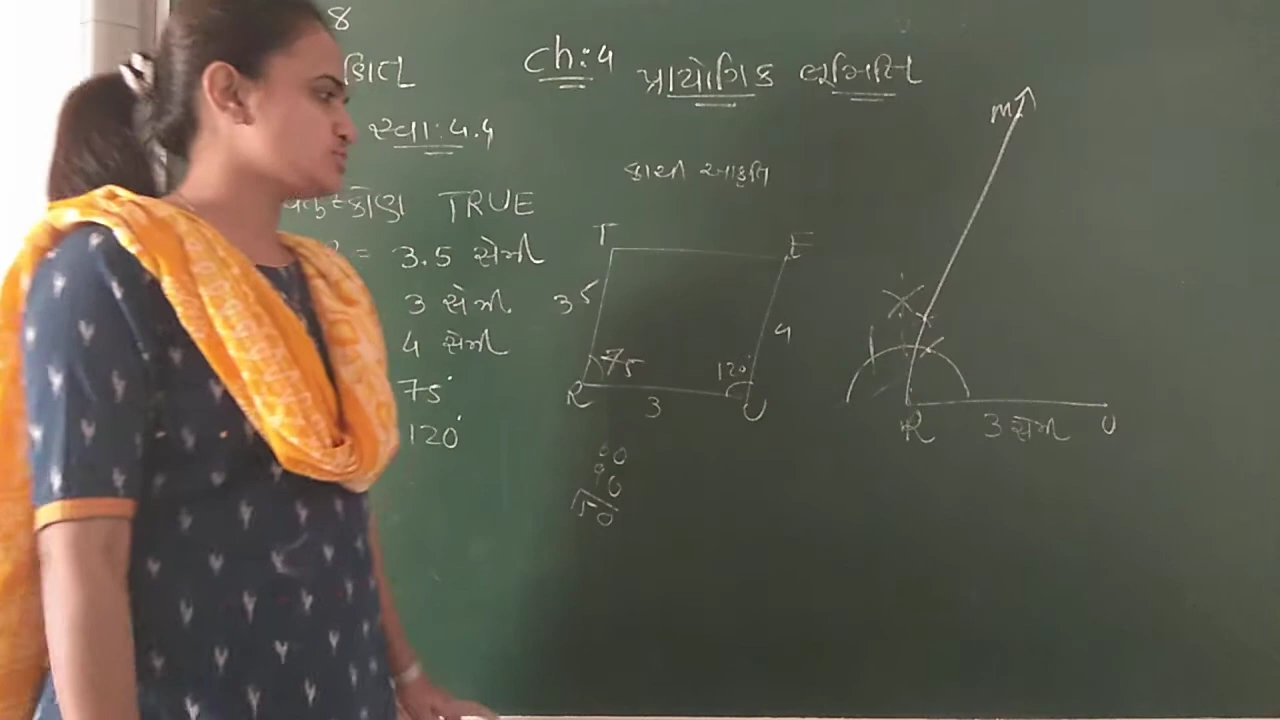 8
ch:4 પ્રાયોગિક ભૂમિતિ
સ્વા:4.4
કાચી આકૃતિ
TRUE
= 3.5 સેમી
3 સેમી
4 સેમી
75°
120°
T E
3.5 4
75 120°
R 3 U
M
R 3 સેમી U